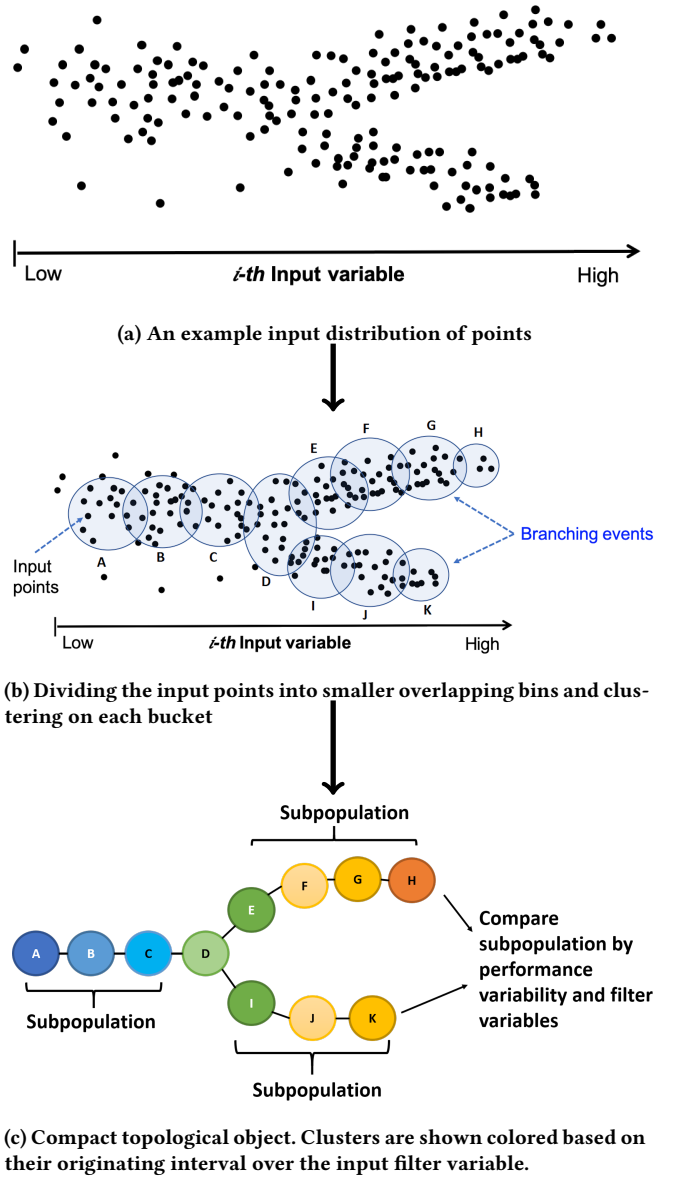 Low
i-th Input variable
High
(a) An example input distribution of points
F
G
H
E
Branching events
Input
points
A
B
C
D
I
J
K
Low
i-th Input variable
High
(b) Dividing the input points into smaller overlapping bins and clus-
tering on each bucket
Subpopulation
F
G
H
E
A
B
C
D
I
J
K
Compare
subpopulation by
performance
variability and filter
variables
Subpopulation
Subpopulation
(c) Compact topological object. Clusters are shown colored based on
their originating interval over the input filter variable.